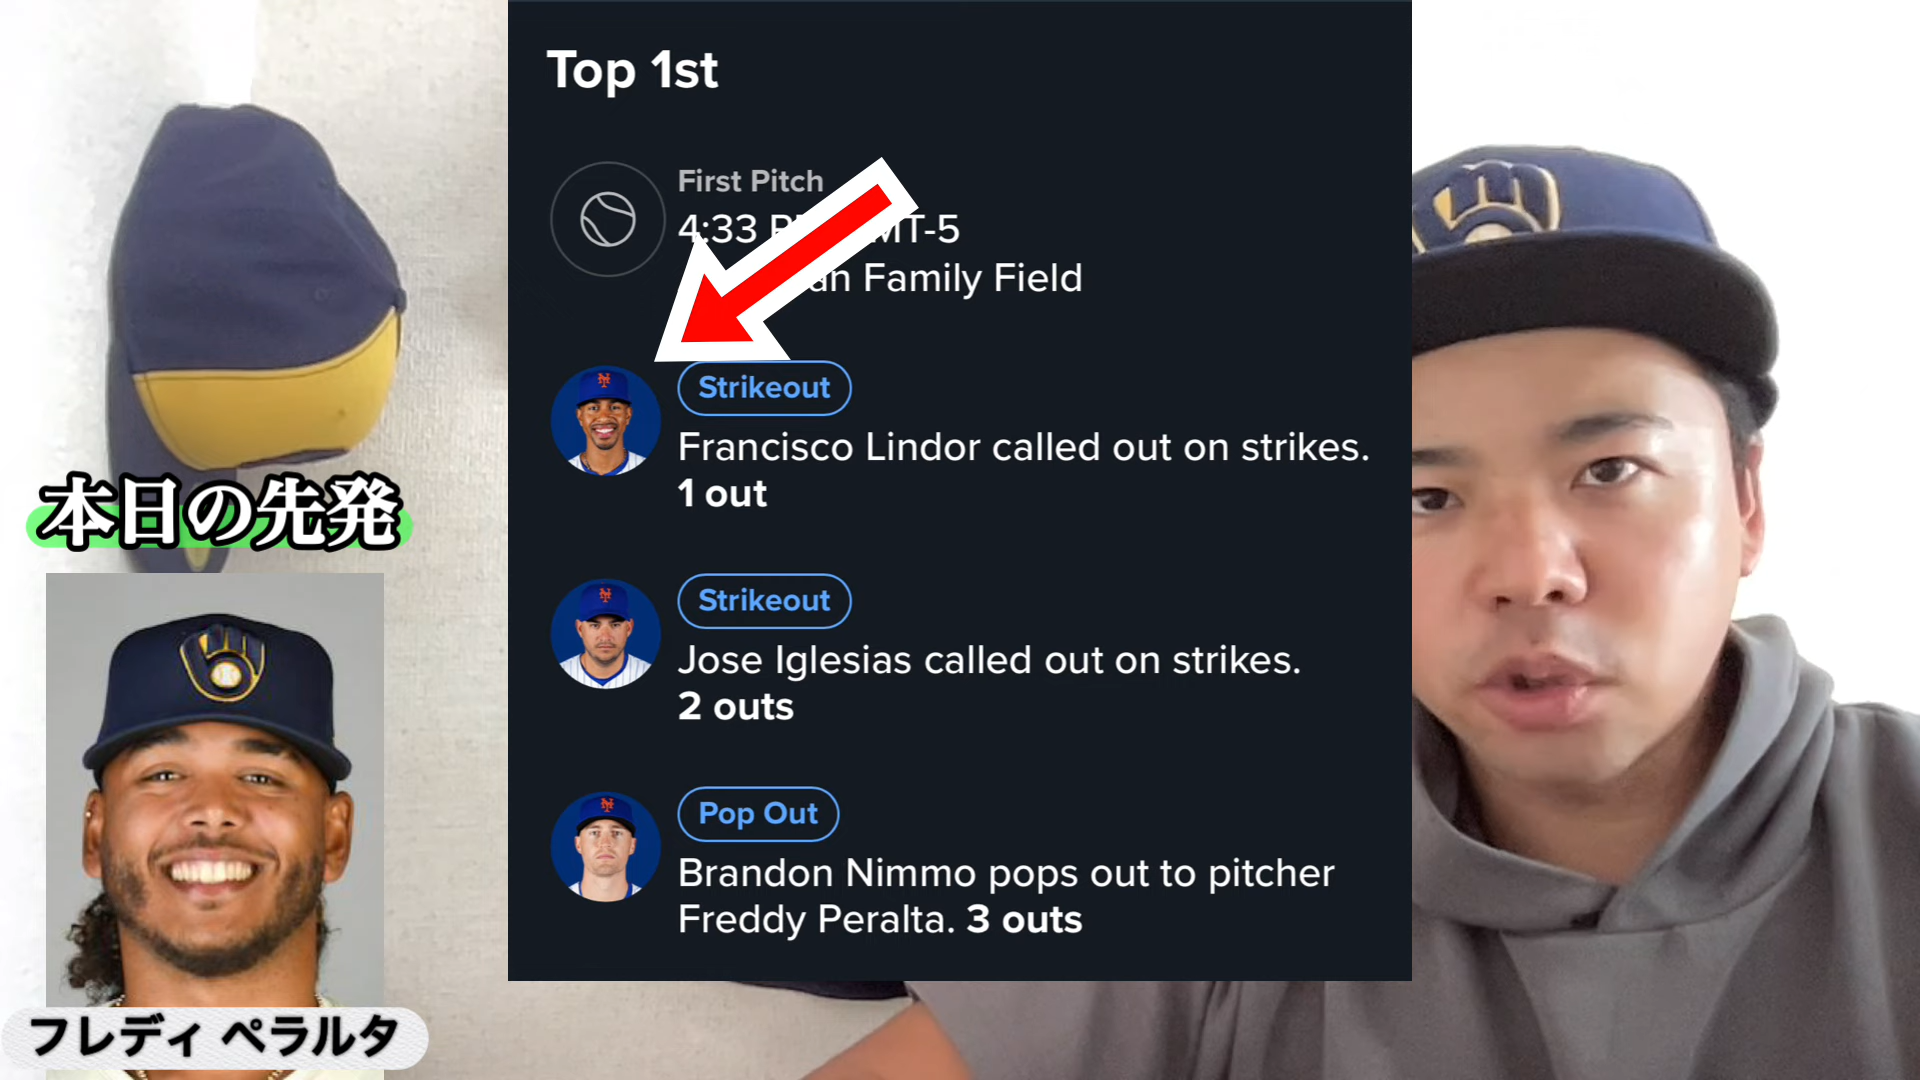 Top 1st
First Pitch
4:33 P MT-5
Family Field
Strikeout
Francisco Lindor called out on strikes.
1 out
Strikeout
Jose Iglesias called out on strikes.
2 outs
Pop Out
Brandon Nimmo pops out to pitcher
Freddy Peralta. 3 outs
本日の先発
フレディ ペラルタ